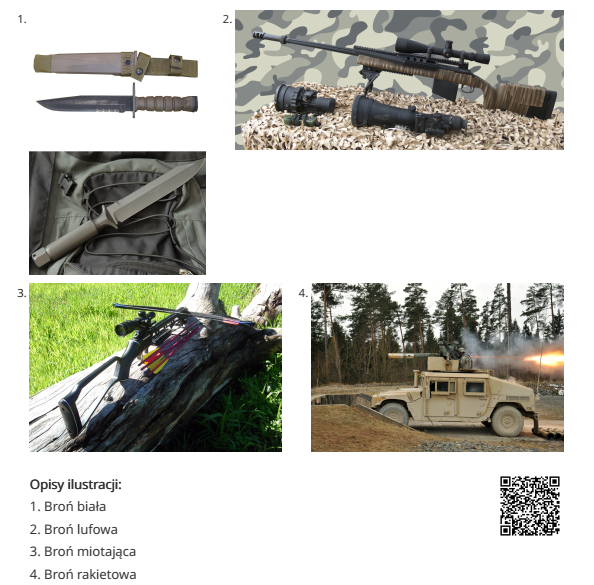 1.
2.
3.
4.
Opisy ilustracji:
1. Broń biała
2. Broń lufowa
3. Broń miotająca
4. Broń rakietowa